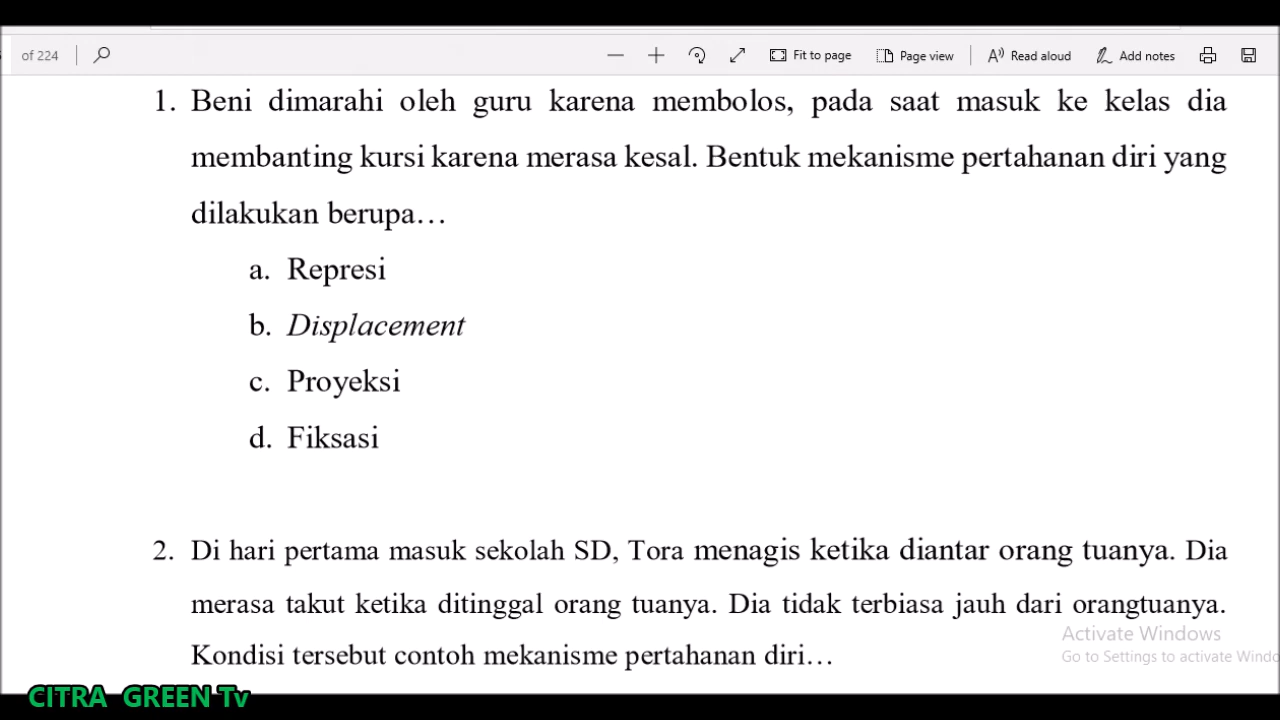 of 224 Fit to page Page view Read aloud Add notes
1. Beni dimarahi oleh guru karena membolos, pada saat masuk ke kelas dia
membanting kursi karena merasa kesal. Bentuk mekanisme pertahanan diri yang
dilakukan berupa…
a. Represi
b. Displacement
c. Proyeksi
d. Fiksasi
2. Di hari pertama masuk sekolah SD, Tora menagis ketika diantar orang tuanya. Dia
merasa takut ketika ditinggal orang tuanya. Dia tidak terbiasa jauh dari orangtuanya.
Kondisi tersebut contoh mekanisme pertahanan diri…
Activate Windows
Go to Settings to activate Windo
CITRA GREEN Tv